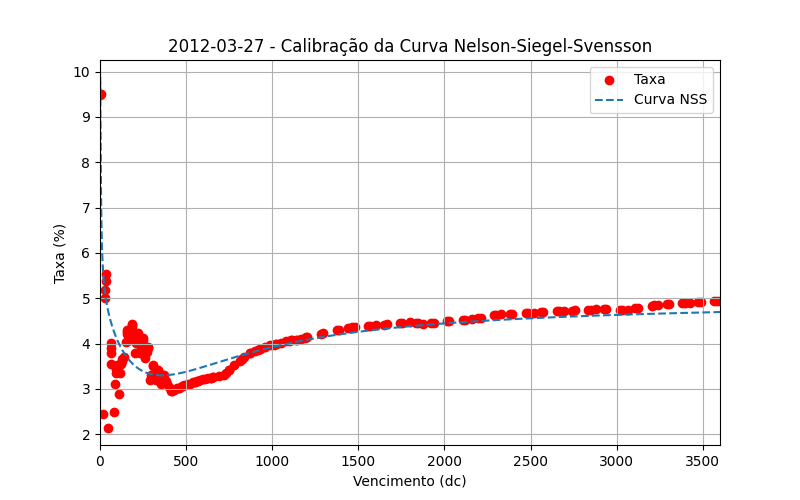 2012-03-27 - Calibração da Curva Nelson-Siegel-Svensson
Taxa
Curva NSS
Taxa (%)
10
9
8
7
6
5
4
3
2
0 500 1000 1500 2000 2500 3000 3500
Vencimento (dc)